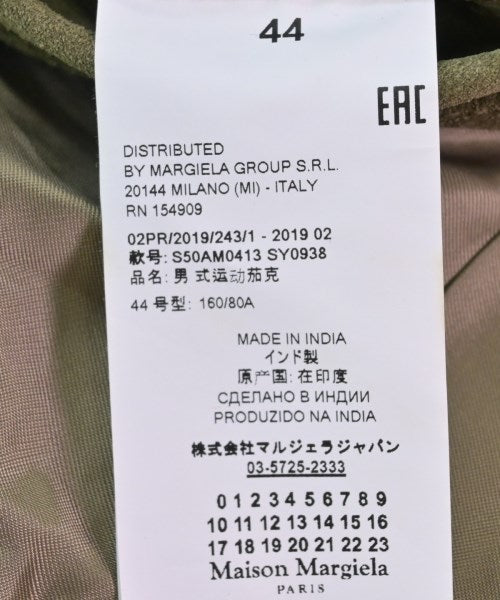 44
EAC
DISTRIBUTED
BY MARGIELA GROUP S.R.L.
20144 MILANO (MI) - ITALY
RN 154909
02PR/2019/243/1 - 2019 02
款号: S50AM0413 SY0938
品名: 男 式运动茄克
44 号型: 160/80A
MADE IN INDIA
インド製
原产国: 在印度
СДЕЛАНО В ИНДИИ
PRODUZIDO NA INDIA
株式会社マルジェラジャパン
03-5725-2333
0 1 2 3 4 5 6 7 8 9
10 11 12 13 14 15 16
17 18 19 20 21 22 23
Maison Margiela
PARIS